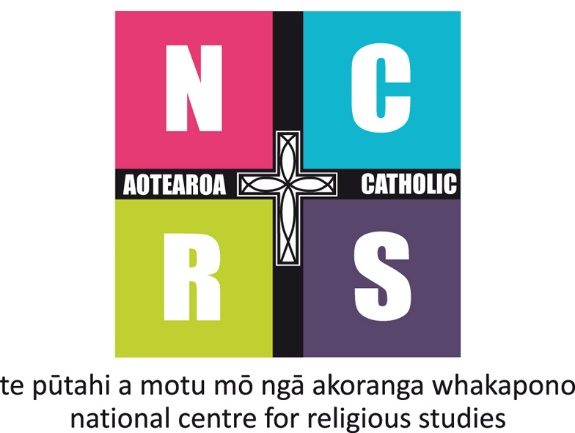 N C
AOTEAROA CATHOLIC
R S
te pūtahi a motu mō ngā akoranga whakapono
national centre for religious studies